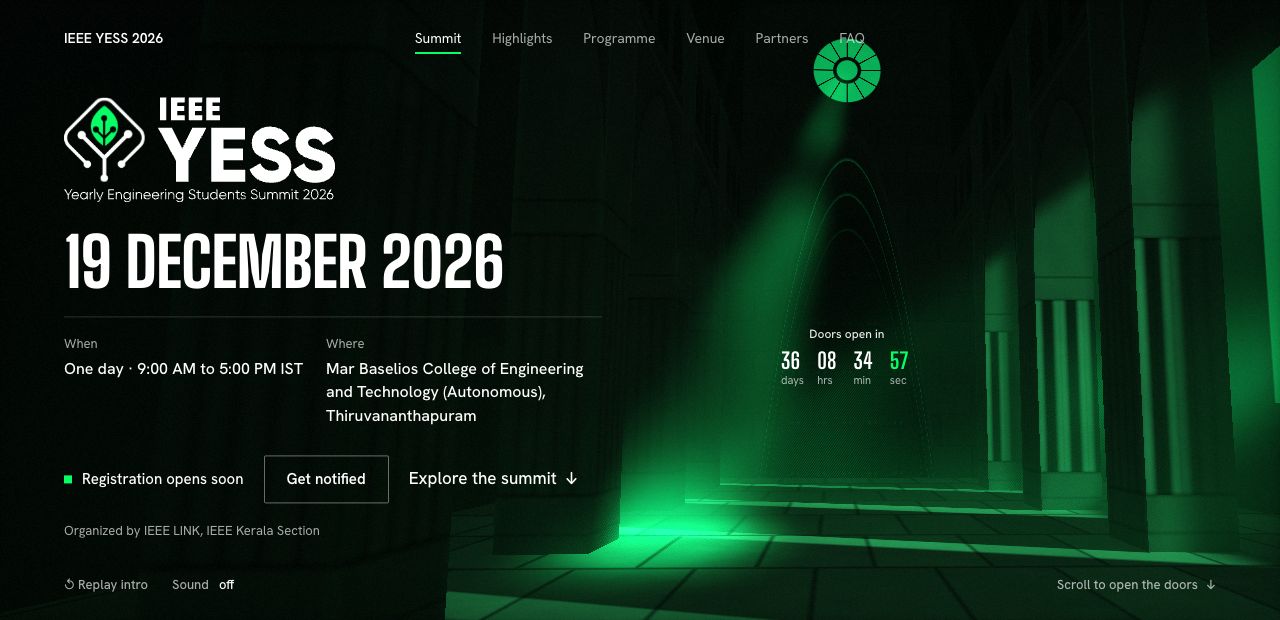 IEEE YESS 2026
Summit Highlights Programme Venue Partners FAQ
IEEE
YESS
Yearly Engineering Students Summit 2026
19 DECEMBER 2026
When
One day · 9:00 AM to 5:00 PM IST
Where
Mar Baselios College of Engineering
and Technology (Autonomous),
Thiruvananthapuram
Doors open in
36 08 34 57
days hrs min sec
Registration opens soon
Get notified
Explore the summit ↓
Organized by IEEE LINK, IEEE Kerala Section
Replay intro Sound off
Scroll to open the doors ↓